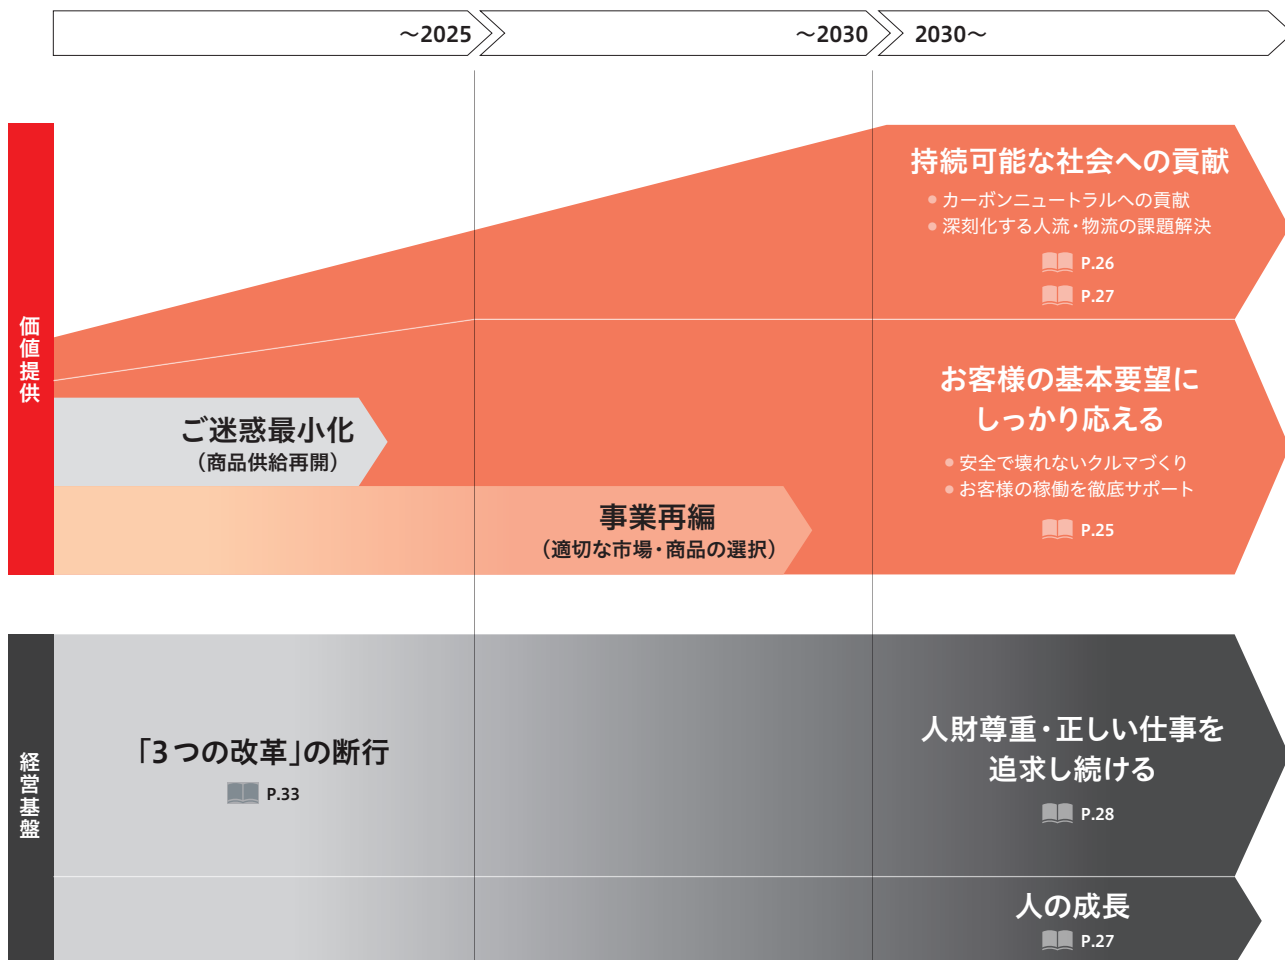 ～2025
～2030
2030～
価値提供
持続可能な社会への貢献
● カーボンニュートラルへの貢献
● 深刻化する人流・物流の課題解決
P.26
P.27
お客様の基本要望に
しっかり応える
● 安全で壊れないクルマづくり
● お客様の稼働を徹底サポート
P.25
ご迷惑最小化
（商品供給再開）
事業再編
（適切な市場・商品の選択）
経営基盤
「3つの改革」の断行
P.33
人財尊重・正しい仕事を
追求し続ける
P.28
人の成長
P.27